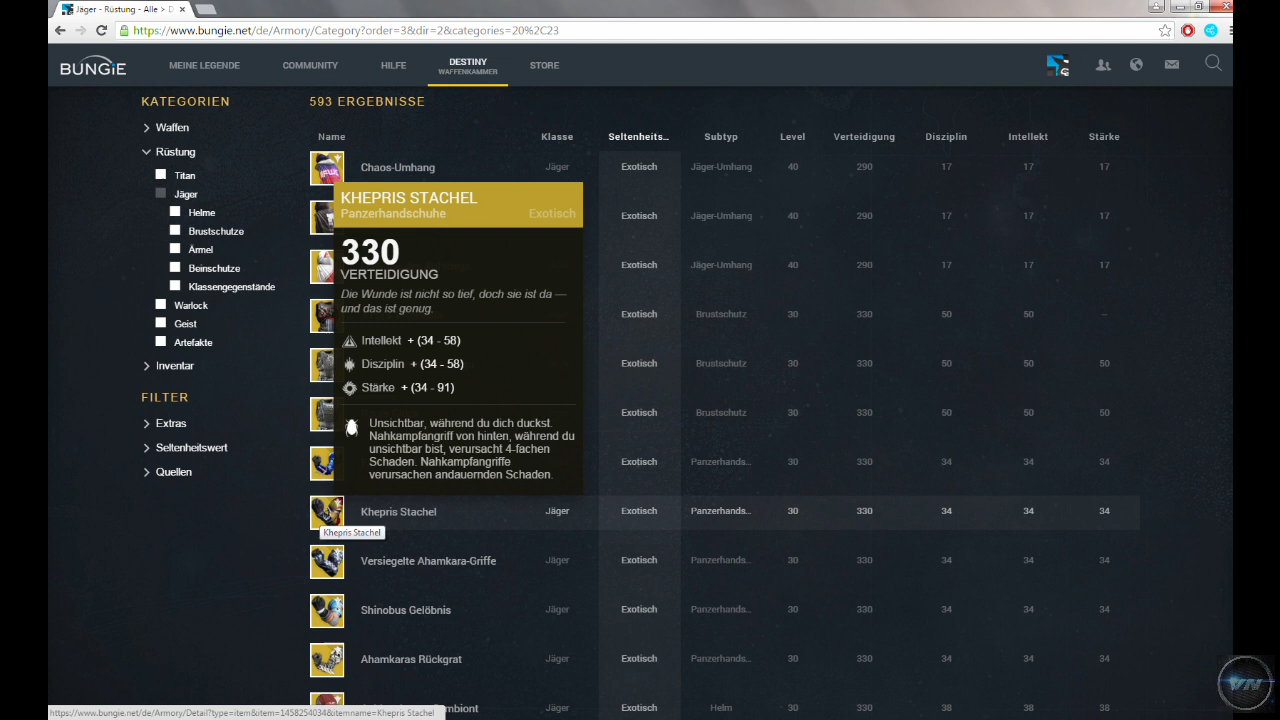 Jäger - Rüstung - Alle > D
https://www.bungie.net/de/Armory/Category?order=3&dir=2&categories=20%2C23
BUNGiE
MEINE LEGENDE COMMUNITY HILFE DESTINY STORE
WAFFENKAMMER
KATEGORIEN
Waffen
Rüstung
Titan
Jäger
Helme
Brustschutze
Ärmel
Beinschutze
Klassengegenstände
Warlock
Geist
Artefakte
Inventar
FILTER
Extras
Seltenheitswert
Quellen
593 ERGEBNISSE
Name Klasse Seltenheits.. Subtyp Level Verteidigung Disziplin Intellekt Stärke
Chaos-Umhang Jäger Exotisch Jäger-Umhang 40 290 17 17 17
Exotisch Jäger-Umhang 40 290 17 17 17
Exotisch Jäger-Umhang 40 290 17 17 17
Exotisch Brustschutz 30 330 50 50 –
Exotisch Brustschutz 30 330 50 50 50
Exotisch Brustschutz 30 330 50 50 50
Exotisch Panzerhands... 30 330 34 34 34
KHEPRIS STACHEL
Panzerhandschuhe Exotisch
330
VERTEIDIGUNG
Die Wunde ist nicht so tief, doch sie ist da —
und das ist genug.
Intellekt + (34 - 58)
Disziplin + (34 - 58)
Stärke + (34 - 91)
Unsichtbar, während du dich duckst.
Nahkampfangriff von hinten, während du
unsichtbar bist, verursacht 4-fachen
Schaden. Nahkampfangriffe
verursachen andauernden Schaden.
Khepris Stachel Jäger Exotisch Panzerhands... 30 330 34 34 34
Khepris Stachel
Versiegelte Ahamkara-Griffe Jäger Exotisch Panzerhands... 30 330 34 34 34
Shinobus Gelöbnis Jäger Exotisch Panzerhands... 30 330 34 34 34
Ahamkaras Rückgrat Jäger Exotisch Panzerhands... 30 330 34 34 34
Jäger Exotisch Helm 30 330 38 38 38
https://www.bungie.net/de/Armory/Detail?type=item&item=1458254034&itemname=Khepris Stachel
VN